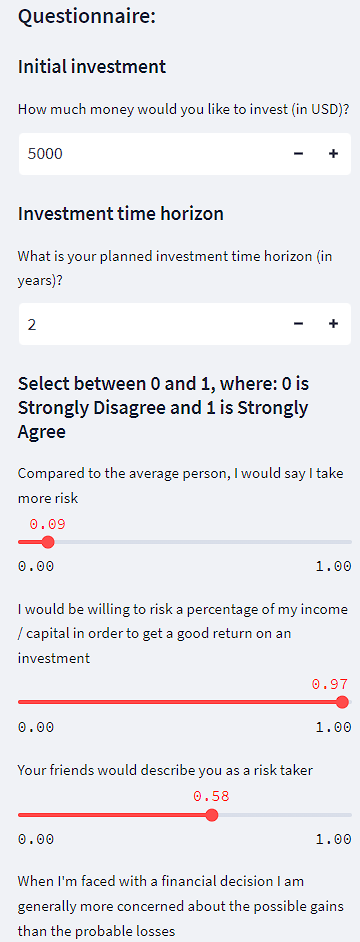 Questionnaire:
Initial investment
How much money would you like to invest (in USD)?
5000 − +
Investment time horizon
What is your planned investment time horizon (in
years)?
2 − +
Select between 0 and 1, where: 0 is
Strongly Disagree and 1 is Strongly
Agree
Compared to the average person, I would say I take
more risk
0.09
0.00 1.00
I would be willing to risk a percentage of my income
/ capital in order to get a good return on an
investment
0.97
0.00 1.00
Your friends would describe you as a risk taker
0.58
0.00 1.00
When I'm faced with a financial decision I am
generally more concerned about the possible gains
than the probable losses